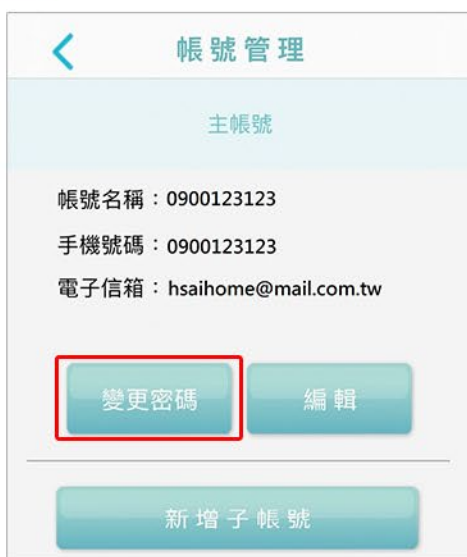 帳號管理
主帳號
帳號名稱：0900123123
手機號碼：0900123123
電子信箱：hsaihome@mail.com.tw
變更密碼 編輯
新增子帳號